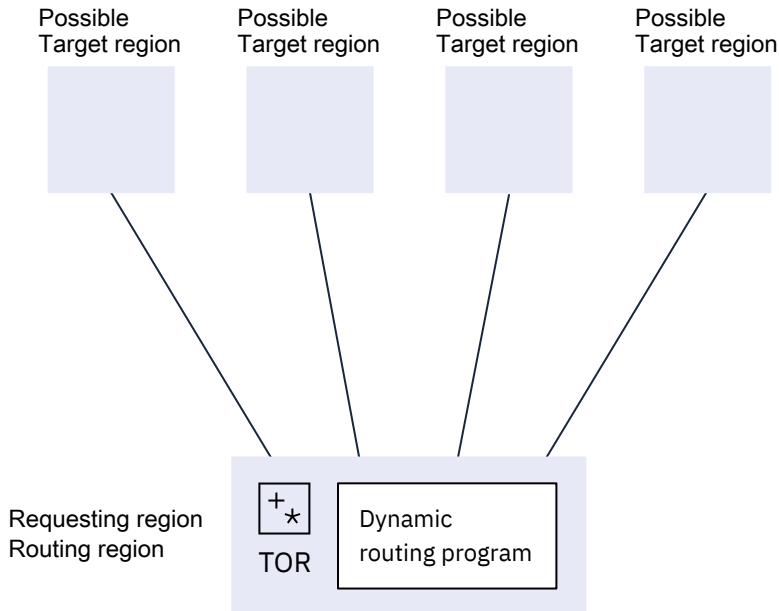 Possible
Target region
Possible
Target region
Possible
Target region
Possible
Target region
Requesting region
Routing region
+
*
TOR
Dynamic
routing program